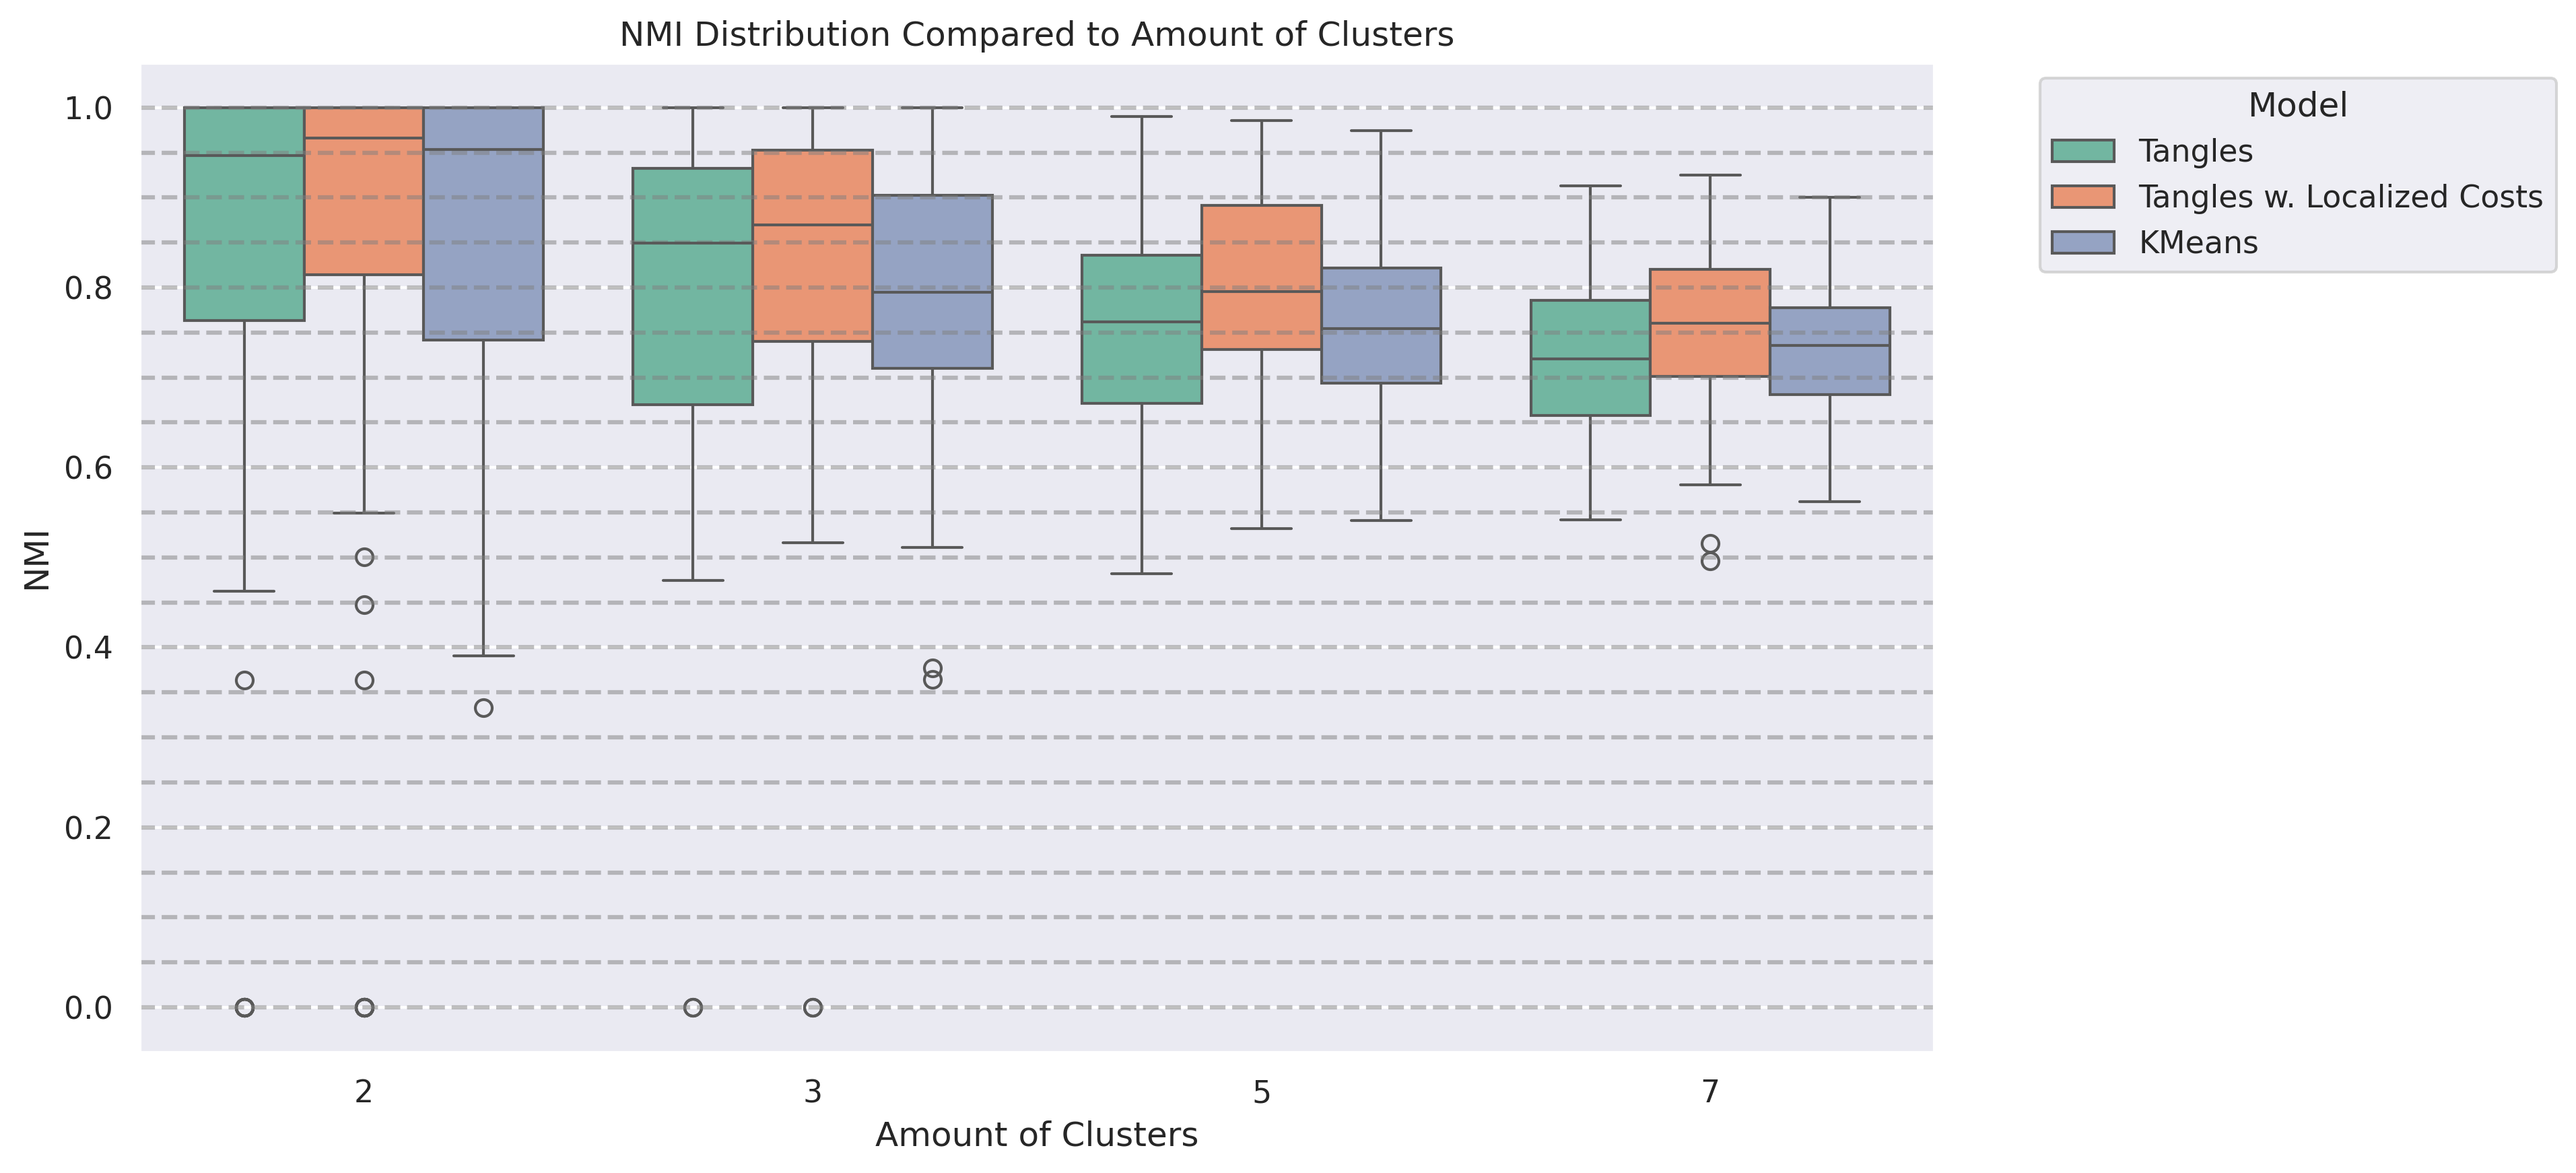 NMI Distribution Compared to Amount of Clusters
1.0
0.8
0.6
0.4
0.2
0.0
NMI
2 3 5 7
Amount of Clusters
Model
Tangles
Tangles w. Localized Costs
KMeans